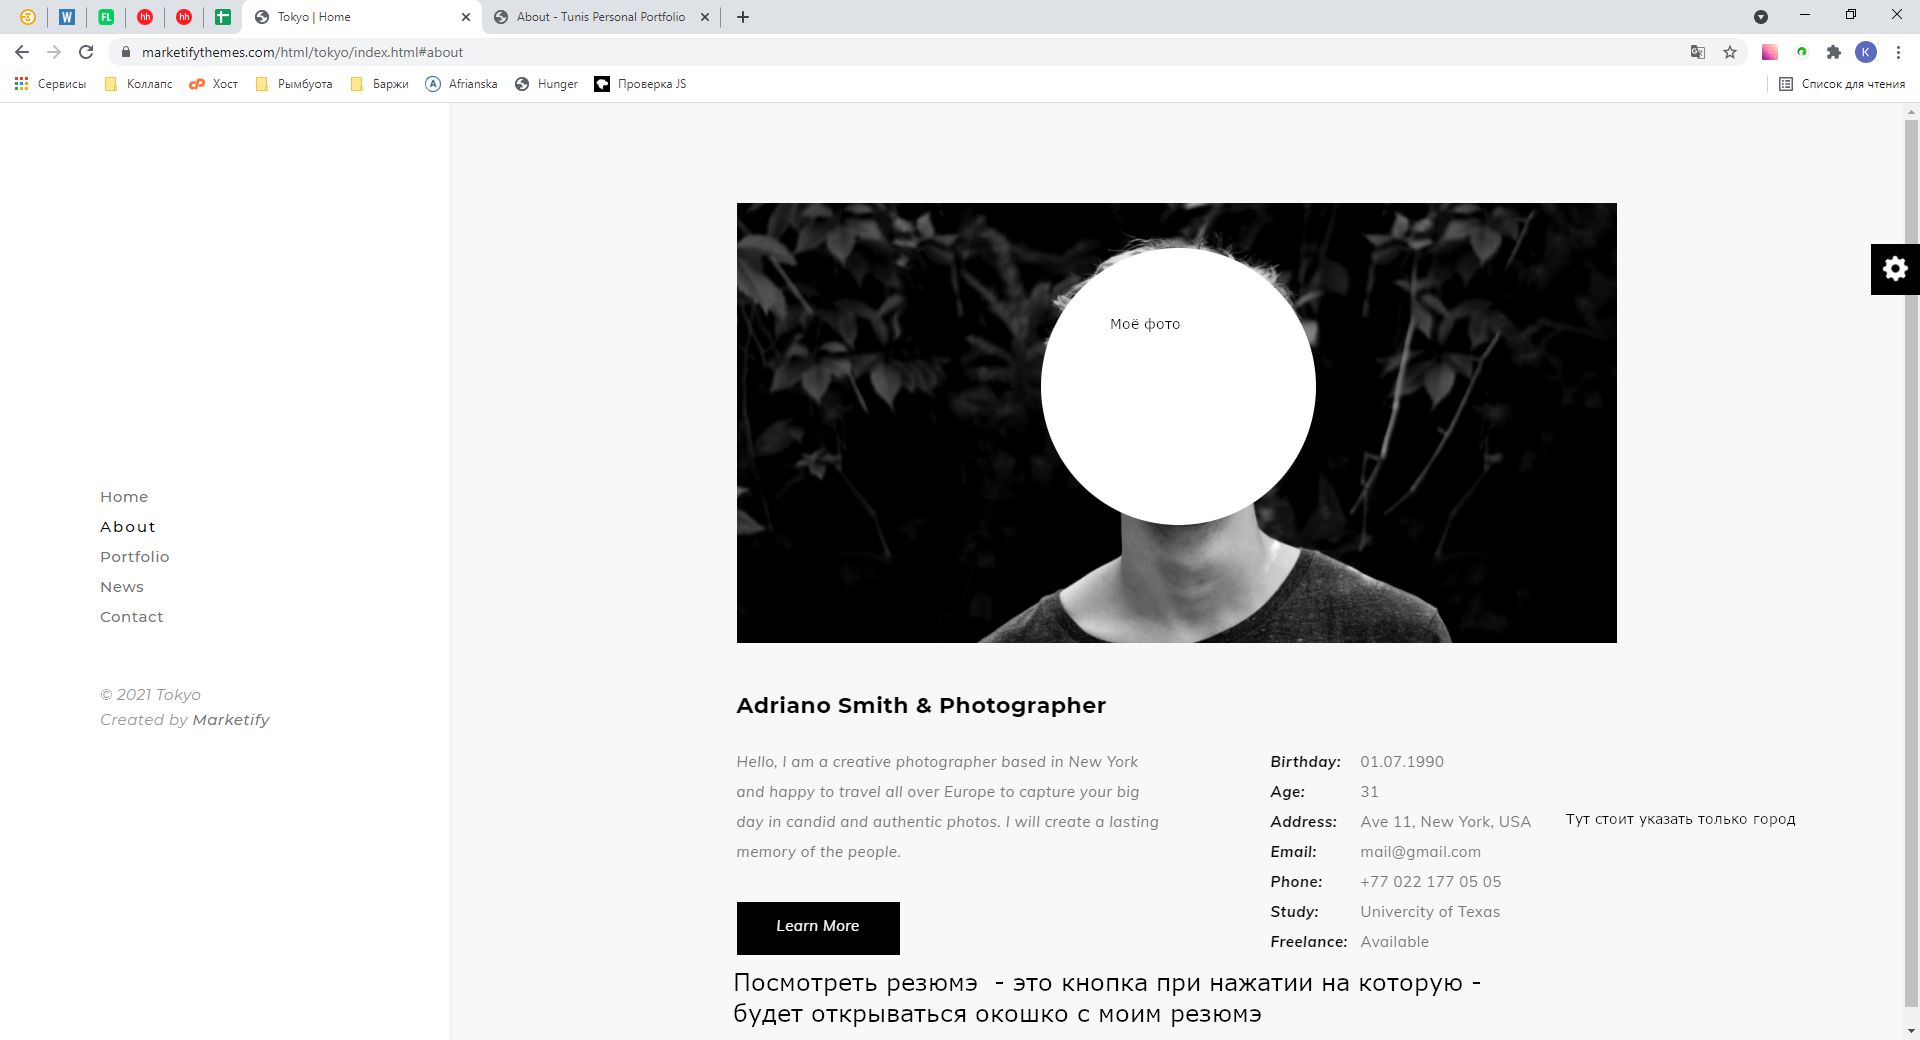 Tokyo | Home
About - Tunis Personal Portfolio
marketifythemes.com/html/tokyo/index.html#about
K
Сервисы
Коллапс
Хост
Рымбуота
Баржи
Afrianska
Hunger
Проверка JS
Список для чтения
Home
About
Portfolio
News
Contact
© 2021 Tokyo
Created by Marketify
Моё фото
Adriano Smith & Photographer
Hello, I am a creative photographer based in New York
and happy to travel all over Europe to capture your big
day in candid and authentic photos. I will create a lasting
memory of the people.
Learn More
Birthday: 01.07.1990
Age: 31
Address: Ave 11, New York, USA
Тут стоит указать только город
Email: mail@gmail.com
Phone: +77 022 177 05 05
Study: Univercity of Texas
Freelance: Available
Посмотреть резюмэ - это кнопка при нажатии на которую -
будет открываться окошко с моим резюмэ